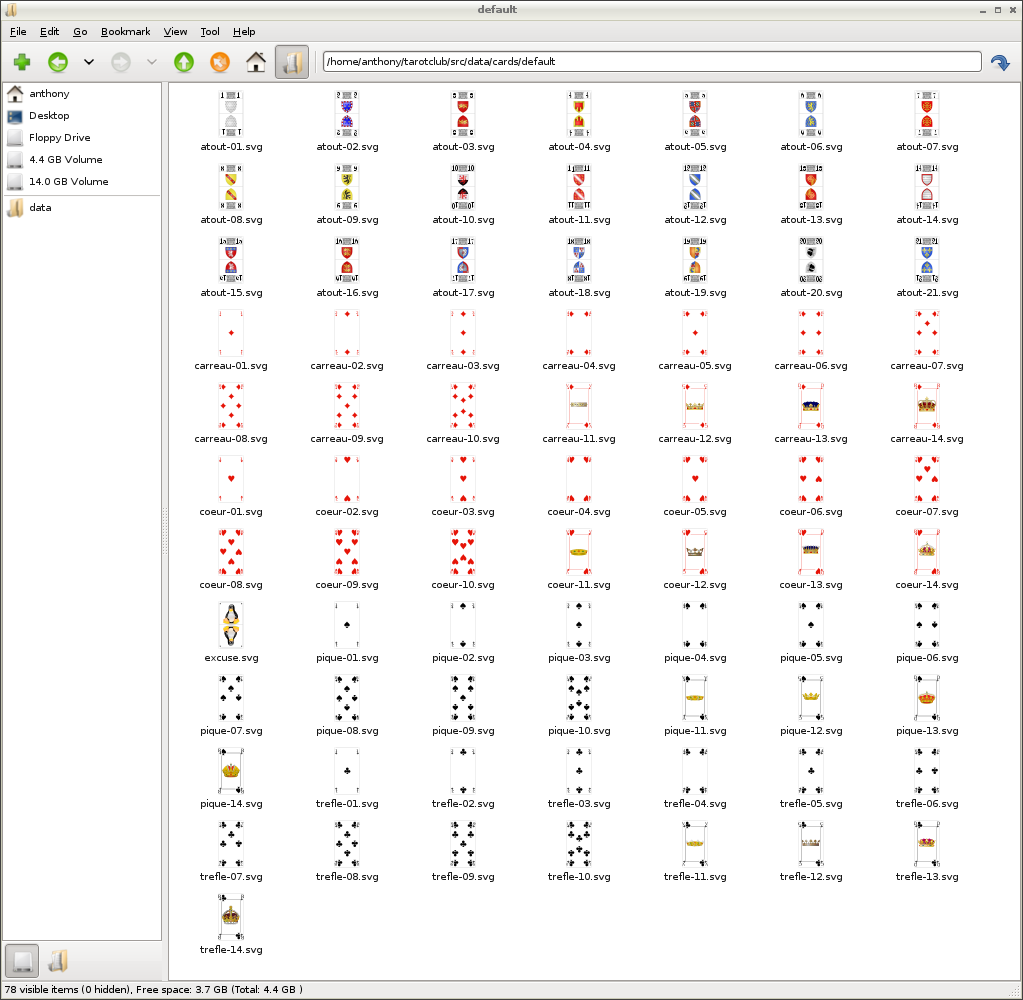 default
File Edit Go Bookmark View Tool Help
/home/anthony/tarotclub/src/data/cards/default
anthony
Desktop
Floppy Drive
4.4 GB Volume
14.0 GB Volume
data
atout-01.svg atout-02.svg atout-03.svg atout-04.svg atout-05.svg atout-06.svg atout-07.svg
atout-08.svg atout-09.svg atout-10.svg atout-11.svg atout-12.svg atout-13.svg atout-14.svg
atout-15.svg atout-16.svg atout-17.svg atout-18.svg atout-19.svg atout-20.svg atout-21.svg
carreau-01.svg carreau-02.svg carreau-03.svg carreau-04.svg carreau-05.svg carreau-06.svg carreau-07.svg
carreau-08.svg carreau-09.svg carreau-10.svg carreau-11.svg carreau-12.svg carreau-13.svg carreau-14.svg
coeur-01.svg coeur-02.svg coeur-03.svg coeur-04.svg coeur-05.svg coeur-06.svg coeur-07.svg
coeur-08.svg coeur-09.svg coeur-10.svg coeur-11.svg coeur-12.svg coeur-13.svg coeur-14.svg
excuse.svg pique-01.svg pique-02.svg pique-03.svg pique-04.svg pique-05.svg pique-06.svg
pique-07.svg pique-08.svg pique-09.svg pique-10.svg pique-11.svg pique-12.svg pique-13.svg
pique-14.svg trefle-01.svg trefle-02.svg trefle-03.svg trefle-04.svg trefle-05.svg trefle-06.svg
trefle-07.svg trefle-08.svg trefle-09.svg trefle-10.svg trefle-11.svg trefle-12.svg trefle-13.svg
trefle-14.svg
78 visible items (0 hidden), Free space: 3.7 GB (Total: 4.4 GB )